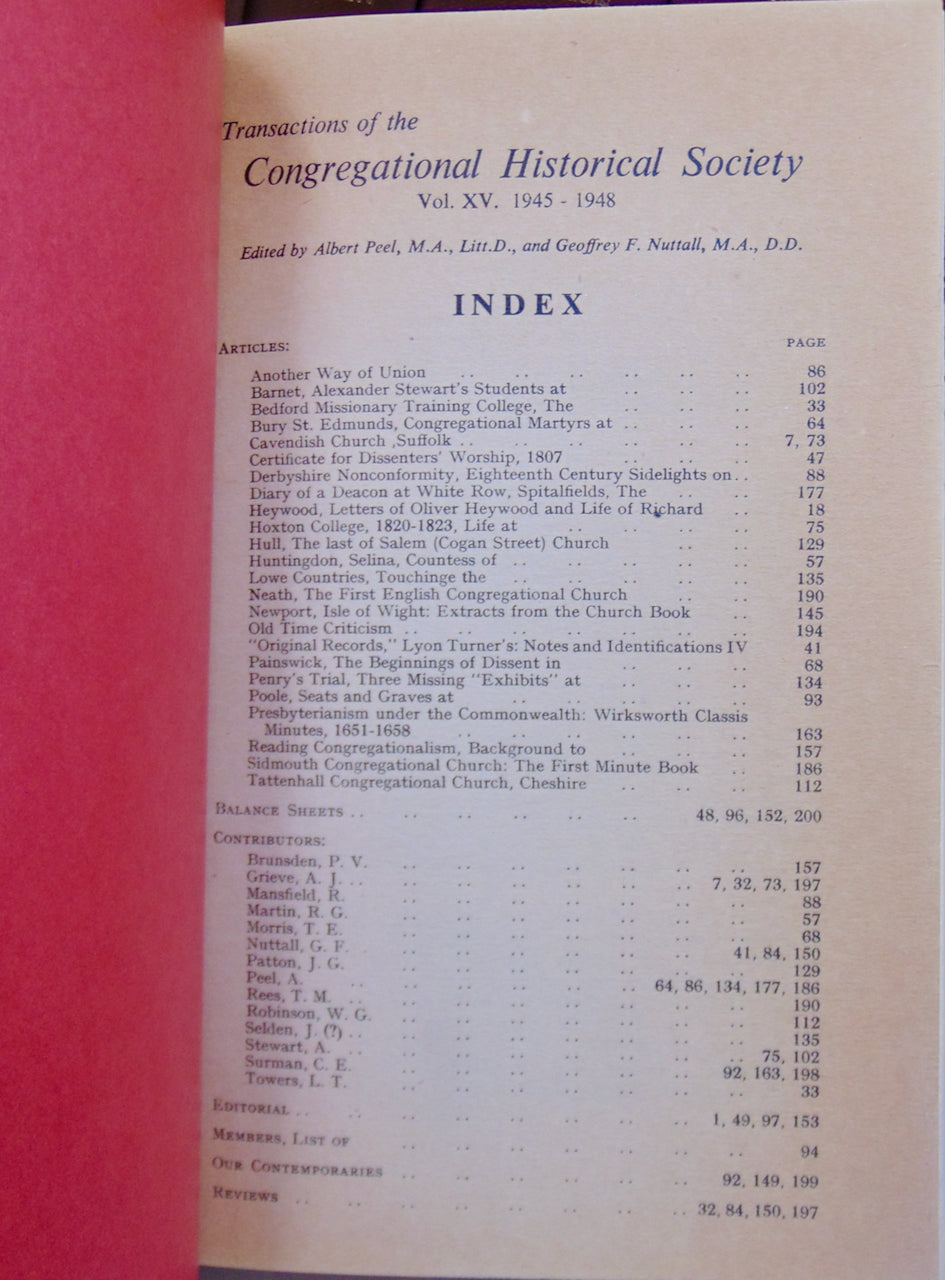 Transactions of the
Congregational Historical Society
Vol. XV. 1945 - 1948
Edited by Albert Peel, M.A., Litt.D., and Geoffrey F. Nuttall, M.A., D.D.
INDEX
ARTICLES: PAGE
Another Way of Union .. .. .. .. .. .. 86
Barnet, Alexander Stewart's Students at .. .. .. 102
Bedford Missionary Training College, The .. .. .. 33
Bury St. Edmunds, Congregational Martyrs at .. .. .. 64
Cavendish Church ,Suffolk .. .. .. .. .. .. 7, 73
Certificate for Dissenters' Worship, 1807 .. .. .. 47
Derbyshire Nonconformity, Eighteenth Century Sidelights on .. 88
Diary of a Deacon at White Row, Spitalfields, The .. .. 177
Heywood, Letters of Oliver Heywood and Life of Richard .. 18
Hoxton College, 1820-1823, Life at .. .. .. .. 75
Hull, The last of Salem (Cogan Street) Church .. .. 129
Huntingdon, Selina, Countess of .. .. .. .. .. 57
Lowe Countries, Touchinge the .. .. .. .. .. 135
Neath, The First English Congregational Church .. .. 190
Newport, Isle of Wight: Extracts from the Church Book .. 145
Old Time Criticism .. .. .. .. .. .. .. 194
"Original Records," Lyon Turner's: Notes and Identifications IV 41
Painswick, The Beginnings of Dissent in .. .. .. 68
Penry's Trial, Three Missing "Exhibits" at .. .. .. 134
Poole, Seats and Graves at .. .. .. .. .. 93
Presbyterianism under the Commonwealth: Wirksworth Classis
Minutes, 1651-1658 .. .. .. .. .. .. 163
Reading Congregationalism, Background to .. .. .. 157
Sidmouth Congregational Church: The First Minute Book .. 186
Tattenhall Congregational Church, Cheshire .. .. .. 112
BALANCE SHEETS .. .. .. .. .. .. 48, 96, 152, 200
CONTRIBUTORS:
Brunsden, P. V. .. .. .. .. .. .. .. 157
Grieve, A. J. .. .. .. .. .. .. .. 7, 32, 73, 197
Mansfield, R. .. .. .. .. .. .. .. 88
Martin, R. G. .. .. .. .. .. .. .. 57
Morris, T. E. .. .. .. .. .. .. .. 68
Nuttall, G. F. .. .. .. .. .. .. 41, 84, 150
Patton, J. G. .. .. .. .. .. .. .. 129
Peel, A. .. .. .. .. .. .. 64, 86, 134, 177, 186
Rees, T. M. .. .. .. .. .. .. .. 190
Robinson, W. G. .. .. .. .. .. .. .. 112
Selden, J. (?) .. .. .. .. .. .. .. 135
Stewart, A. .. .. .. .. .. .. .. 75, 102
Surman, C. E. .. .. .. .. .. .. 92, 163, 198
Towers, L. T. .. .. .. .. .. .. .. 33
EDITORIAL .. .. .. .. .. .. .. 1, 49, 97, 153
MEMBERS, LIST OF .. .. .. .. .. .. 94
OUR CONTEMPORARIES .. .. .. .. .. .. 92, 149, 199
REVIEWS .. .. .. .. .. .. .. .. 32, 84, 150, 197